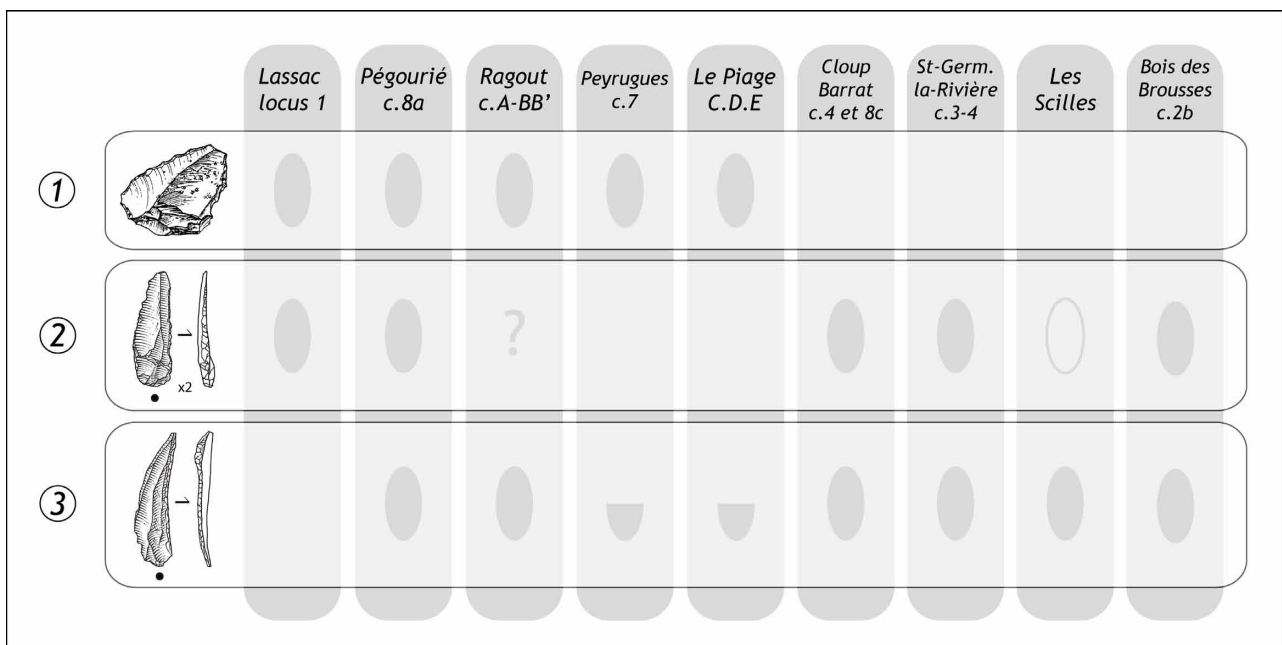 Lassac
locus 1
Pégourié
c.8a
Ragout
c.A-BB’
Peyrugues
c.7
Le Piage
C.D.E
Cloup
Barrat
c.4 et 8c
St-Germ.
la-Rivière
c.3-4
Les
Scilles
Bois des
Brousses
c.2b
1
2
x2
?
3